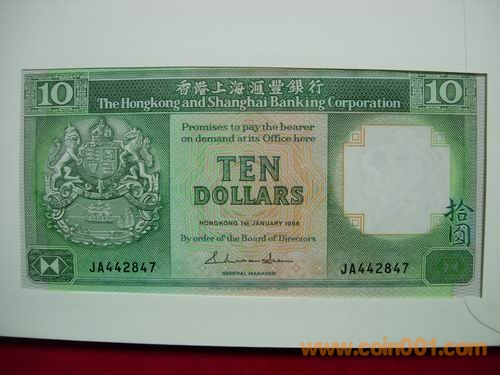 10 香港上海滙豐銀行 10
The Hongkong and Shanghai Banking Corporation
Promises to pay the bearer
on demand at its Office here
TEN
DOLLARS
HONGKONG 1st JANUARY 1986
By order of the Board of Directors
拾圓
JA442847 JA442847
GENERAL MANAGER
www.coin001.com